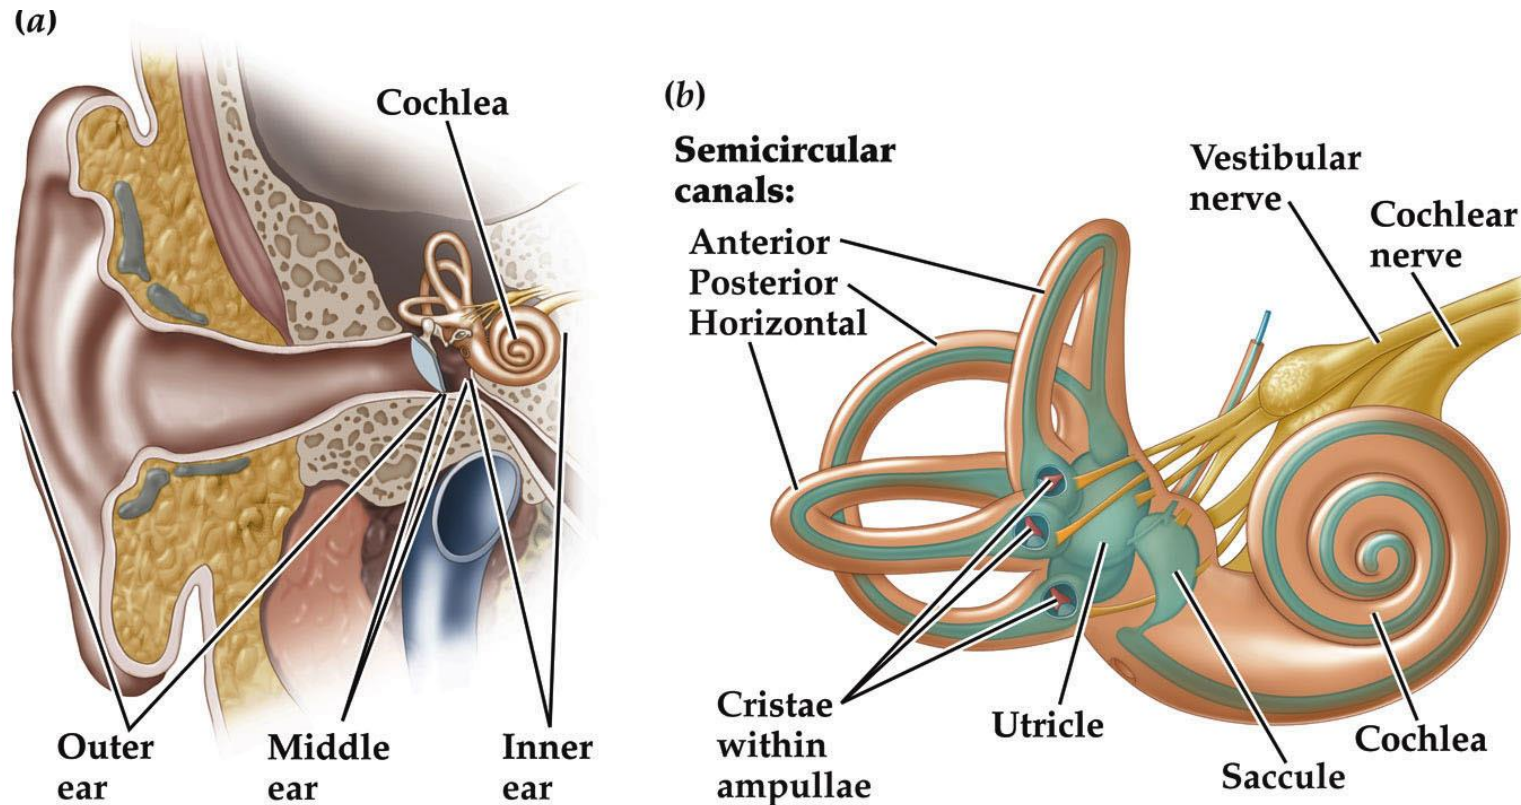 (a)
Cochlea
Outer
ear
Middle
ear
Inner
ear
(b)
Semicircular
canals:
Anterior
Posterior
Horizontal
Vestibular
nerve
Cochlear
nerve
Cristae
within
ampullae
Utricle
Saccule
Cochlea